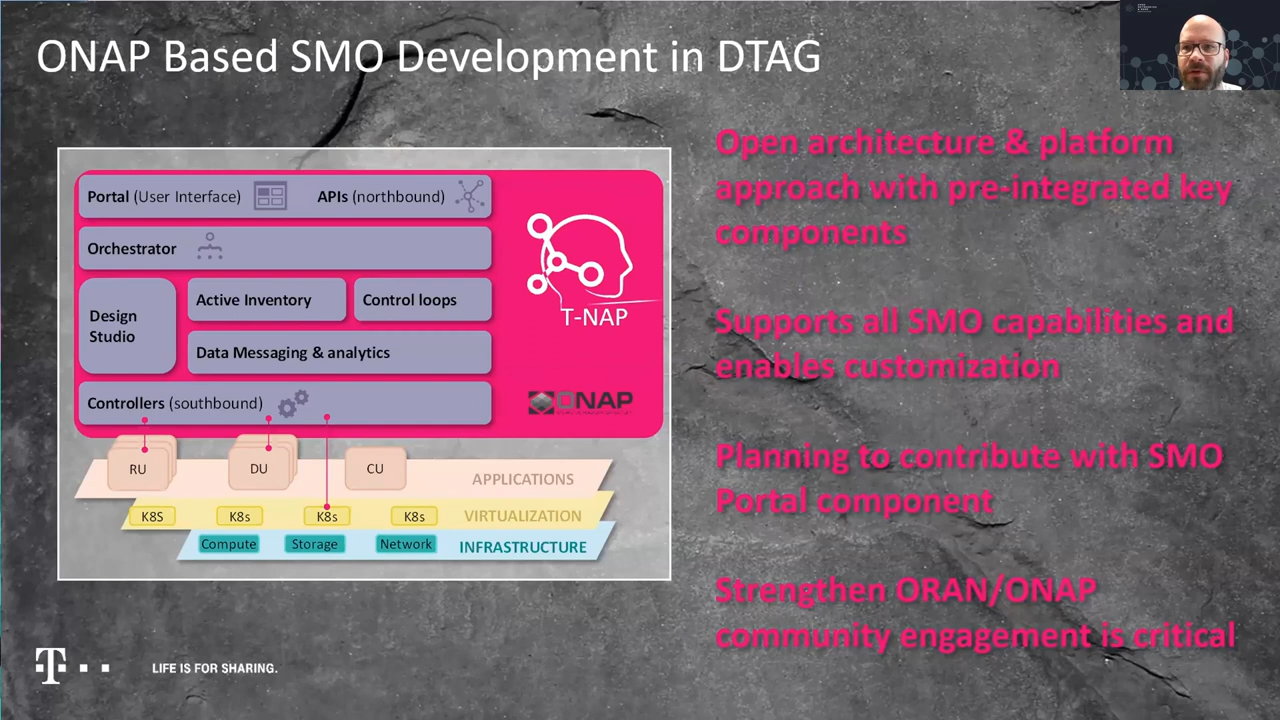 ONAP Based SMO Development in DTAG
Portal (User Interface)
APIs (northbound)
Orchestrator
Design
Studio
Active Inventory
Control loops
Data Messaging & analytics
Controllers (southbound)
T-NAP
ONAP
RU
DU
CU
APPLICATIONS
K8S
K8s
K8s
K8s
VIRTUALIZATION
Compute
Storage
Network
INFRASTRUCTURE
Open architecture & platform
approach with pre-integrated key
components
Supports all SMO capabilities and
enables customization
Planning to contribute with SMO
Portal component
Strengthen ORAN/ONAP
community engagement is critical
T
LIFE IS FOR SHARING.